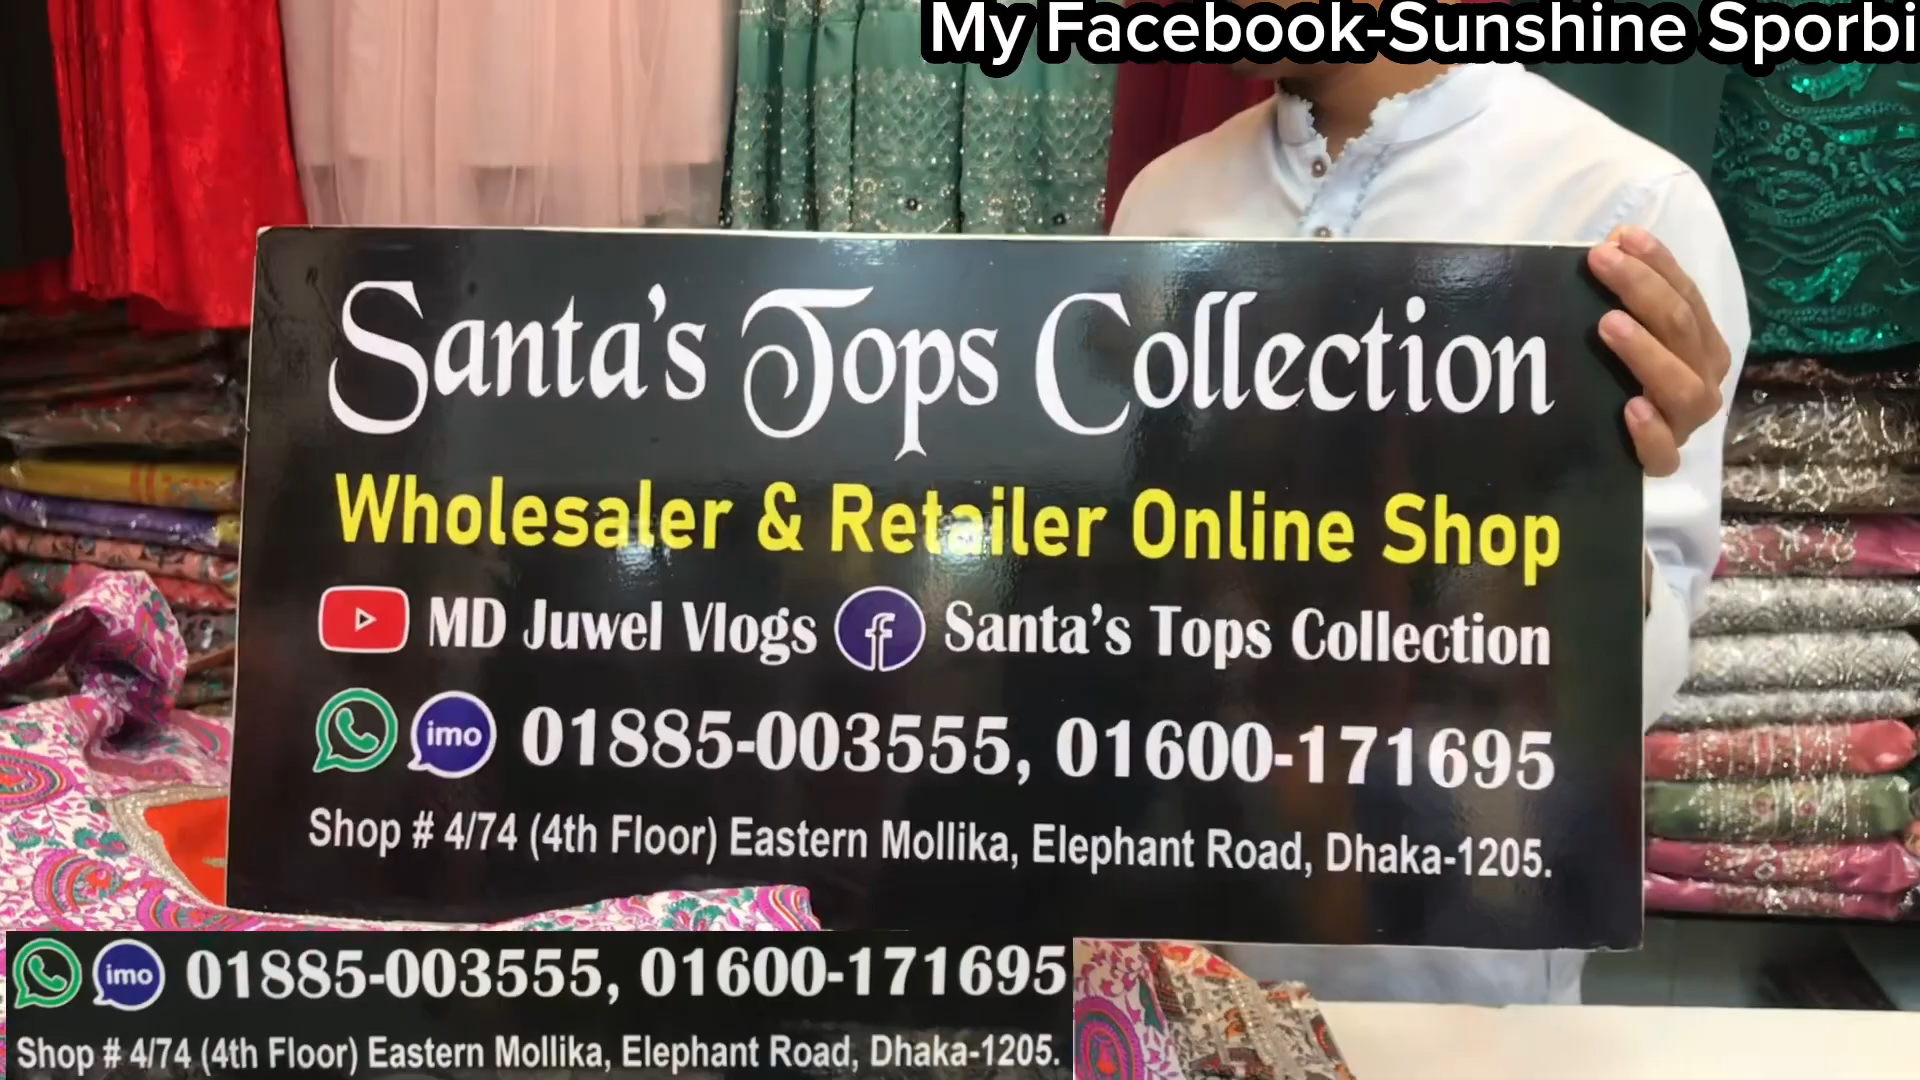 My Facebook-Sunshine Sporbi
Santa's Tops Collection
Wholesaler & Retailer Online Shop
MD Juwel Vlogs f Santa's Tops Collection
imo 01885-003555, 01600-171695
Shop # 4/74 (4th Floor) Eastern Mollika, Elephant Road, Dhaka-1205.
imo 01885-003555, 01600-171695
Shop # 4/74 (4th Floor) Eastern Mollika, Elephant Road, Dhaka-1205.